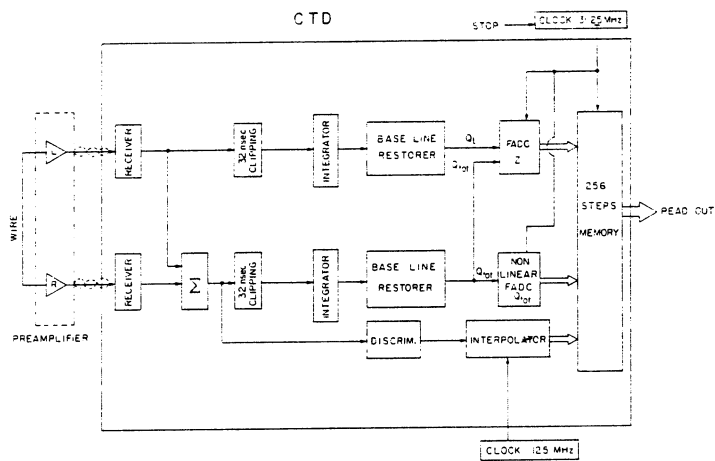 CTD
STOP
CLOCK 31.25 MHz
WIRE
L
R
PREAMPLIFIER
RECEIVER
32 nsec
CLIPPING
INTEGRATOR
BASE LINE
RESTORER
QL
Qtot
FADC
Z
256
STEPS
MEMORY
READ OUT
RECEIVER
Σ
32 nsec
CLIPPING
INTEGRATOR
BASE LINE
RESTORER
Qtot
NON
LINEAR
FADC
Qtot
DISCRIM.
INTERPOLATOR
CLOCK 125 MHz